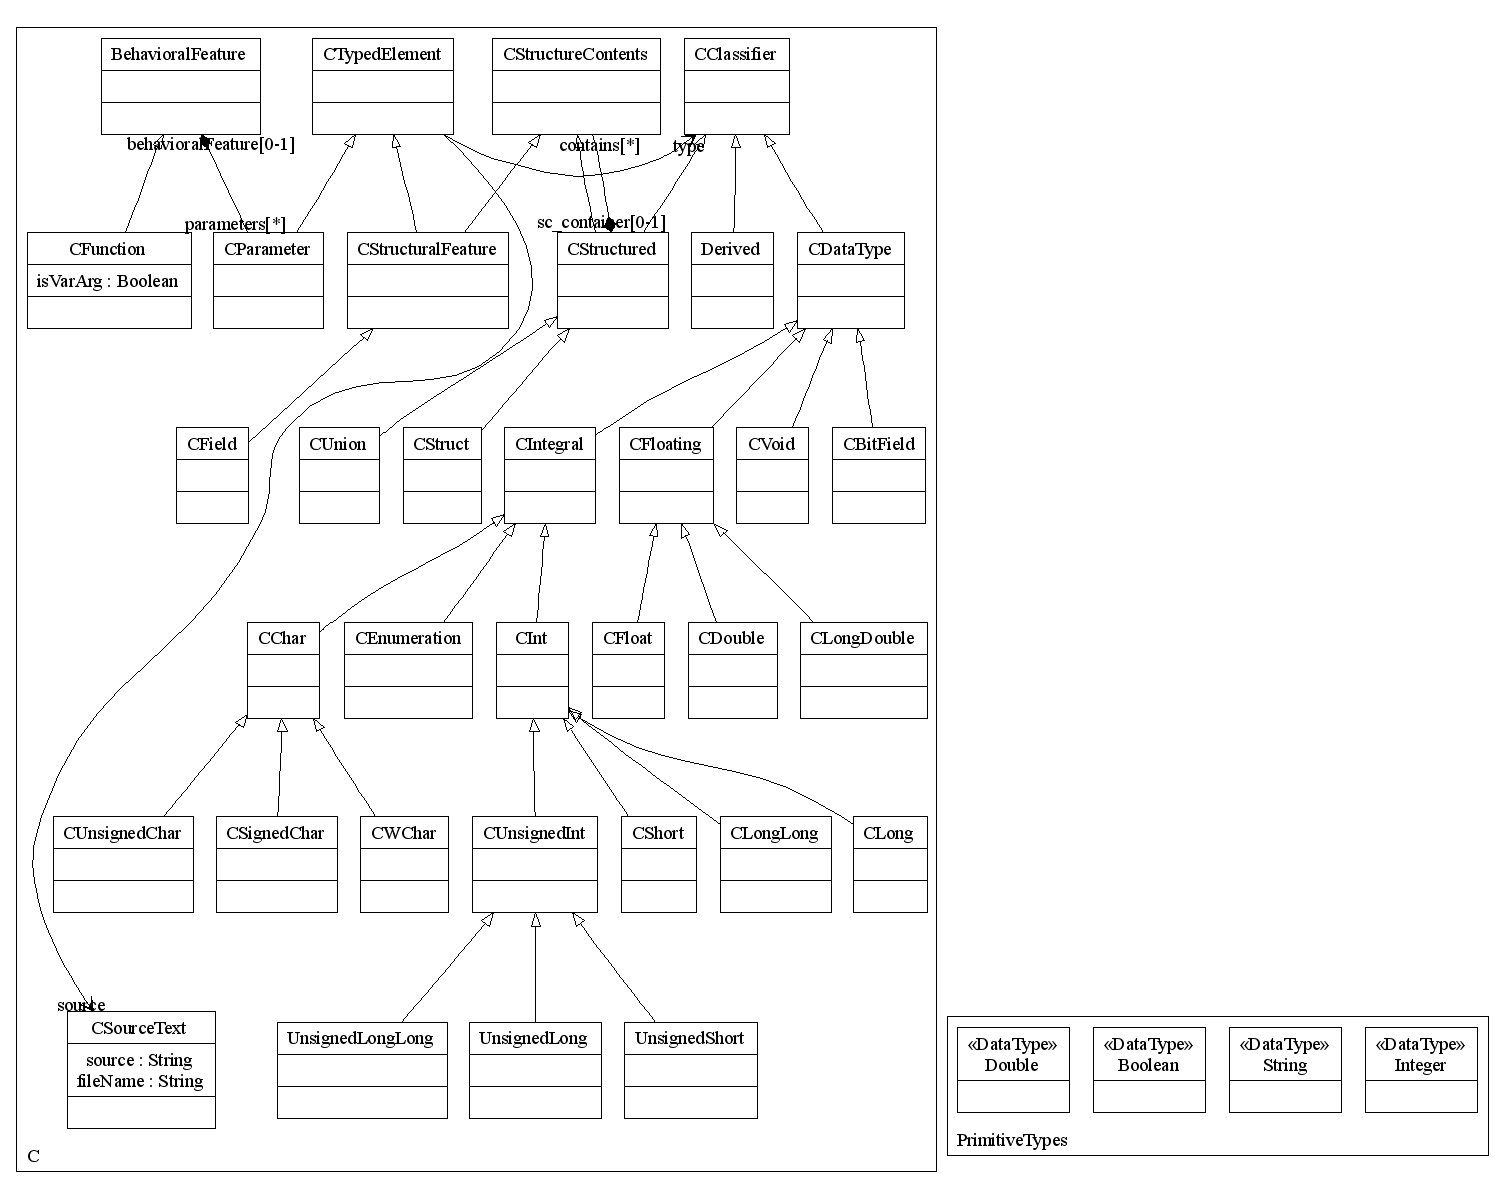 BehavioralFeature
CTypedElement
CStructureContents
CClassifier
behavioralFeature[0-1]
contains[*]
type
parameters[*]
sc_container[0-1]
CFunction
isVarArg : Boolean
CParameter
CStructuralFeature
CStructured
Derived
CDataType
CField
CUnion
CStruct
CIntegral
CFloating
CVoid
CBitField
CChar
CEnumeration
CInt
CFloat
CDouble
CLongDouble
CUnsignedChar
CSignedChar
CWChar
CUnsignedInt
CShort
CLongLong
CLong
source
CSourceText
source : String
fileName : String
UnsignedLongLong
UnsignedLong
UnsignedShort
C
«DataType»
Double
«DataType»
Boolean
«DataType»
String
«DataType»
Integer
PrimitiveTypes